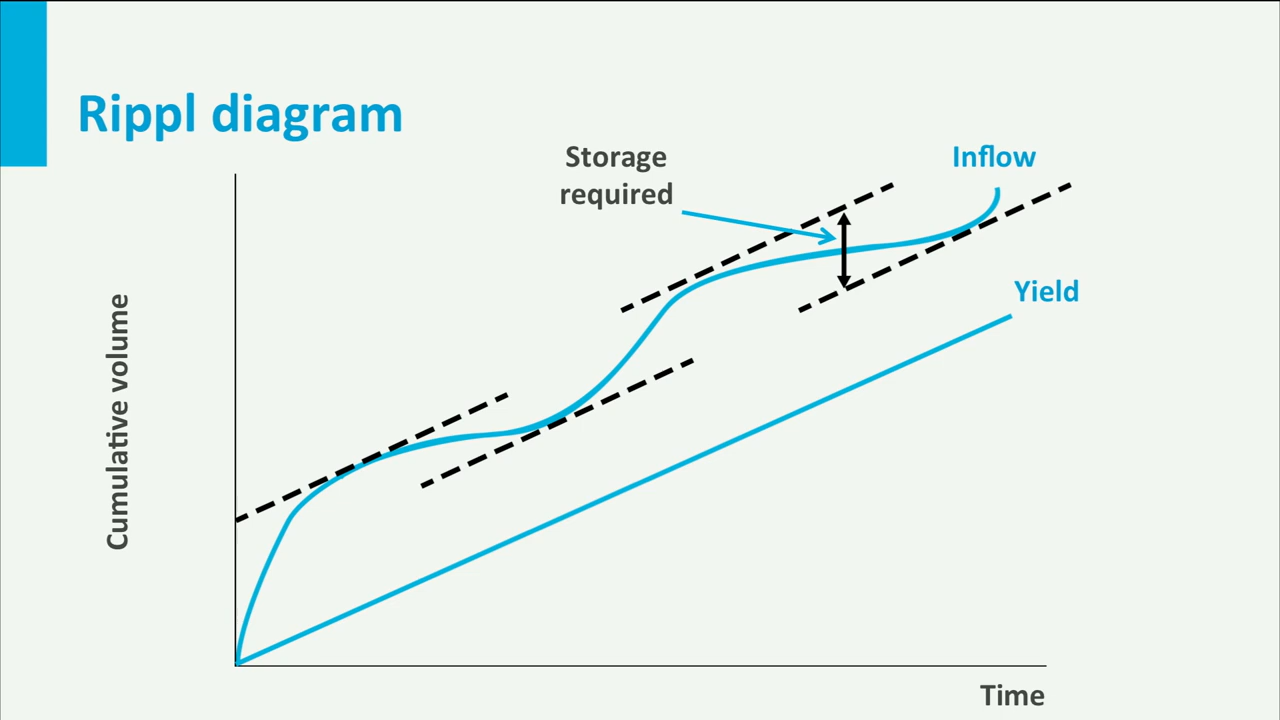 Rippl diagram
Storage
required
Inflow
Yield
Cumulative volume
Time